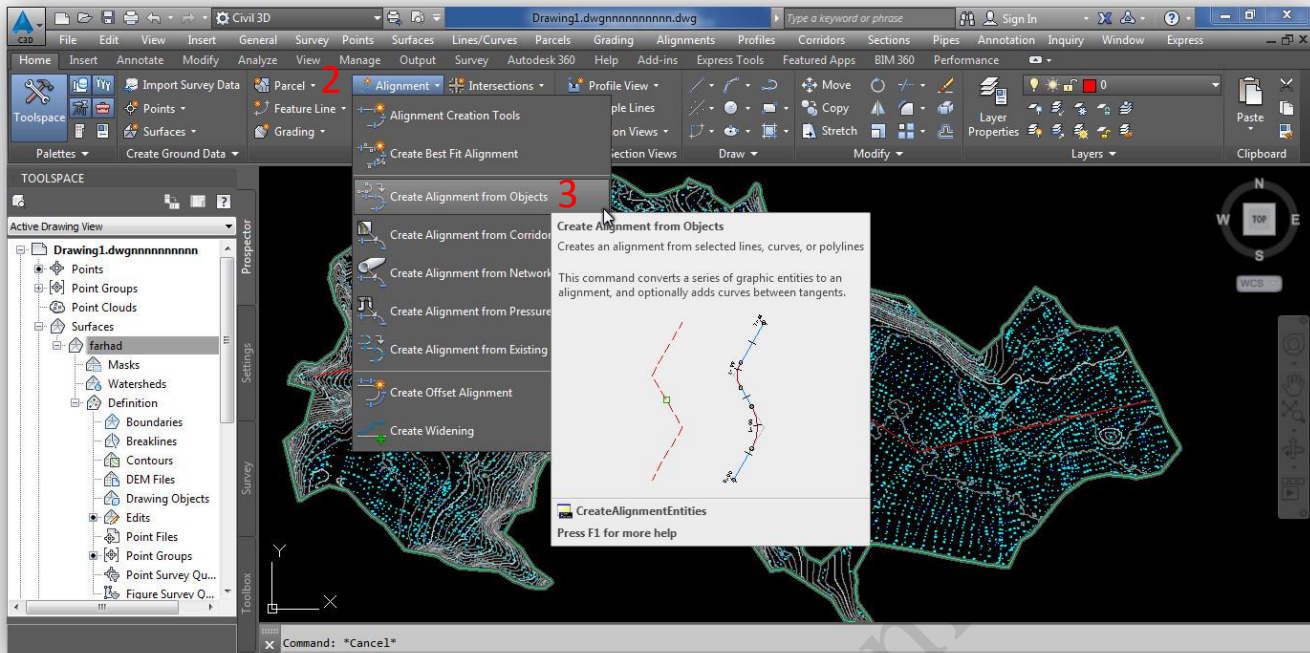 Civil 3D
Drawing1.dwgnnnnnnnnnn.dwg
Type a keyword or phrase
Sign In
C3D
File Edit View Insert General Survey Points Surfaces Lines/Curves Parcels Grading Alignments Profiles Corridors Sections Pipes Annotation Inquiry Window Express
Home Insert Annotate Modify Analyze View Manage Output Survey Autodesk 360 Help Add-ins Express Tools Featured Apps BIM 360 Performance
Toolspace
Import Survey Data
Parcel
2
Alignment
Intersections
Profile View
Move
0
Points
Feature Line
ple Lines
Copy
Layer
Properties
Paste
Surfaces
Grading
on Views
Stretch
Palettes
Create Ground Data
Section Views
Draw
Modify
Layers
Clipboard
Alignment Creation Tools
Create Best Fit Alignment
Create Alignment from Objects
3
Create Alignment from Corridor
Create Alignment from Network
Create Alignment from Pressure
Create Alignment from Existing
Create Offset Alignment
Create Widening
Create Alignment from Objects
Creates an alignment from selected lines, curves, or polylines
This command converts a series of graphic entities to an
alignment, and optionally adds curves between tangents.
CreateAlignmentEntities
Press F1 for more help
TOOLSPACE
Active Drawing View
Drawing1.dwgnnnnnnnnnn
Points
Point Groups
Point Clouds
Surfaces
farhad
Masks
Watersheds
Definition
Boundaries
Breaklines
Contours
DEM Files
Drawing Objects
Edits
Point Files
Point Groups
Point Survey Qu...
Figure Survey Q...
Prospector
Settings
Survey
Toolbox
N
W
TOP
E
S
WCS
Y
X
Command: *Cancel*